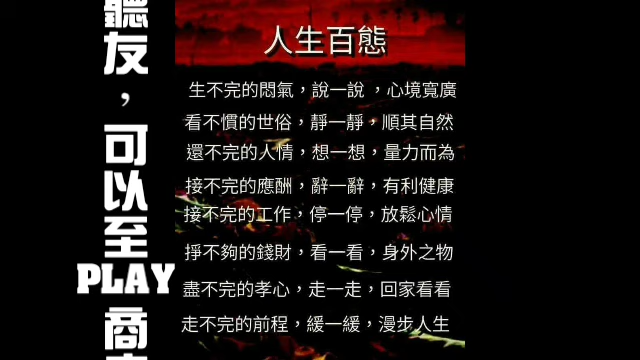 聽友，可以至PLAY商店
人生百態
生不完的悶氣，說一說，心境寬廣
看不慣的世俗，靜一靜，順其自然
還不完的人情，想一想，量力而為
接不完的應酬，辭一辭，有利健康
接不完的工作，停一停，放鬆心情
掙不夠的錢財，看一看，身外之物
盡不完的孝心，走一走，回家看看
走不完的前程，緩一緩，漫步人生